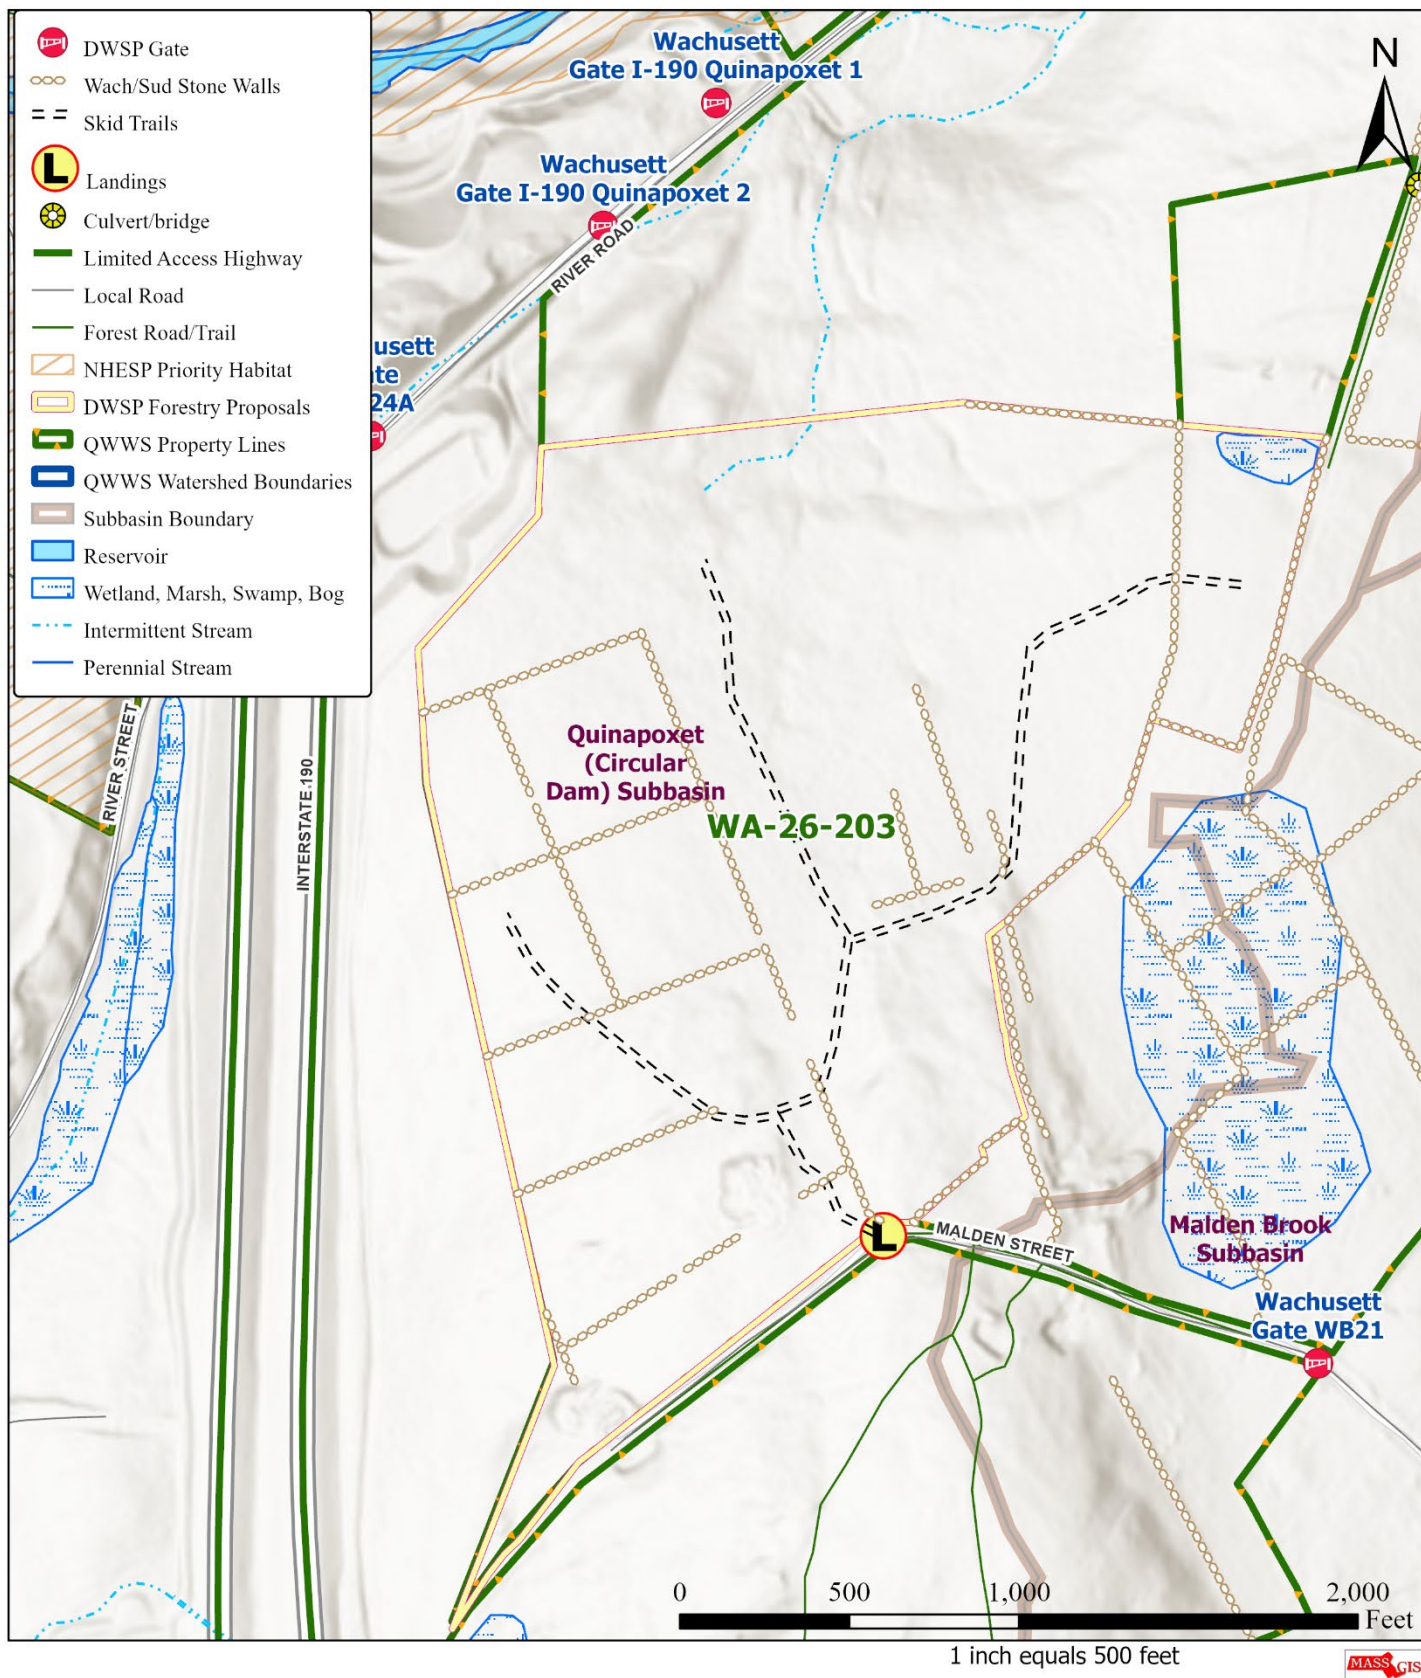 DWSP Gate
Wach/Sud Stone Walls
Skid Trails
L
Landings
Culvert/bridge
Limited Access Highway
Local Road
Forest Road/Trail
NHESP Priority Habitat
DWSP Forestry Proposals
QWWS Property Lines
QWWS Watershed Boundaries
Subbasin Boundary
Reservoir
Wetland, Marsh, Swamp, Bog
Intermittent Stream
Perennial Stream
Wachusett
Gate I-190 Quinapoxet 1
N
Wachusett
Gate I-190 Quinapoxet 2
RIVER ROAD
usett
te
24A
RIVER STREET
INTERSTATE 190
Quinapoxet
(Circular
Dam) Subbasin
WA-26-203
L
MALDEN STREET
Malden Brook
Subbasin
Wachusett
Gate WB21
0 500 1,000 2,000
Feet
1 inch equals 500 feet
MASSGIS